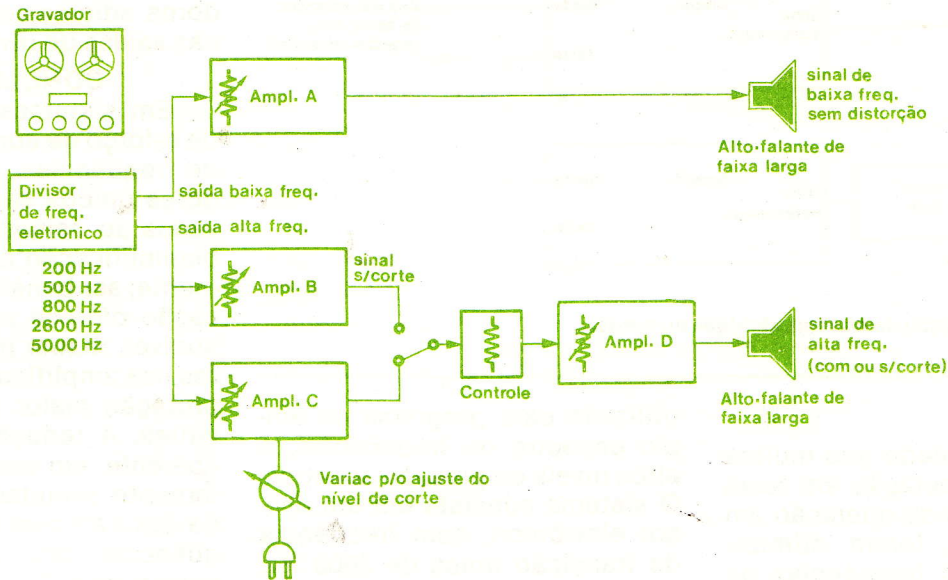 Gravador
Ampl. A
sinal de
baixa freq.
sem distorção
Alto-falante de
faixa larga
Divisor
de freq.
eletronico
saída baixa freq.
saída alta freq.
200 Hz
500 Hz
800 Hz
2600 Hz
5000 Hz
Ampl. B
sinal
s/corte
Ampl. C
Controle
Ampl. D
sinal de
alta freq.
(com ou s/corte)
Alto-falante de
faixa larga
Variac p/o ajuste do
nível de corte